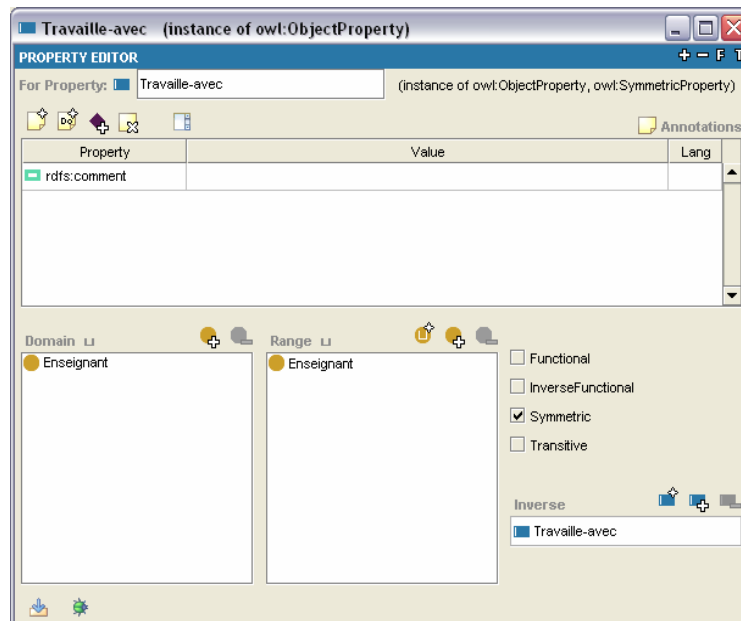 Travaille-avec (instance of owl:ObjectProperty)
PROPERTY EDITOR
F T
For Property: Travaille-avec (instance of owl:ObjectProperty, owl:SymmetricProperty)
Annotations
Property Value Lang
rdfs:comment
Domain ⊔ Range ⊔
Enseignant Enseignant
Functional
InverseFunctional
Symmetric
Transitive
Inverse
Travaille-avec